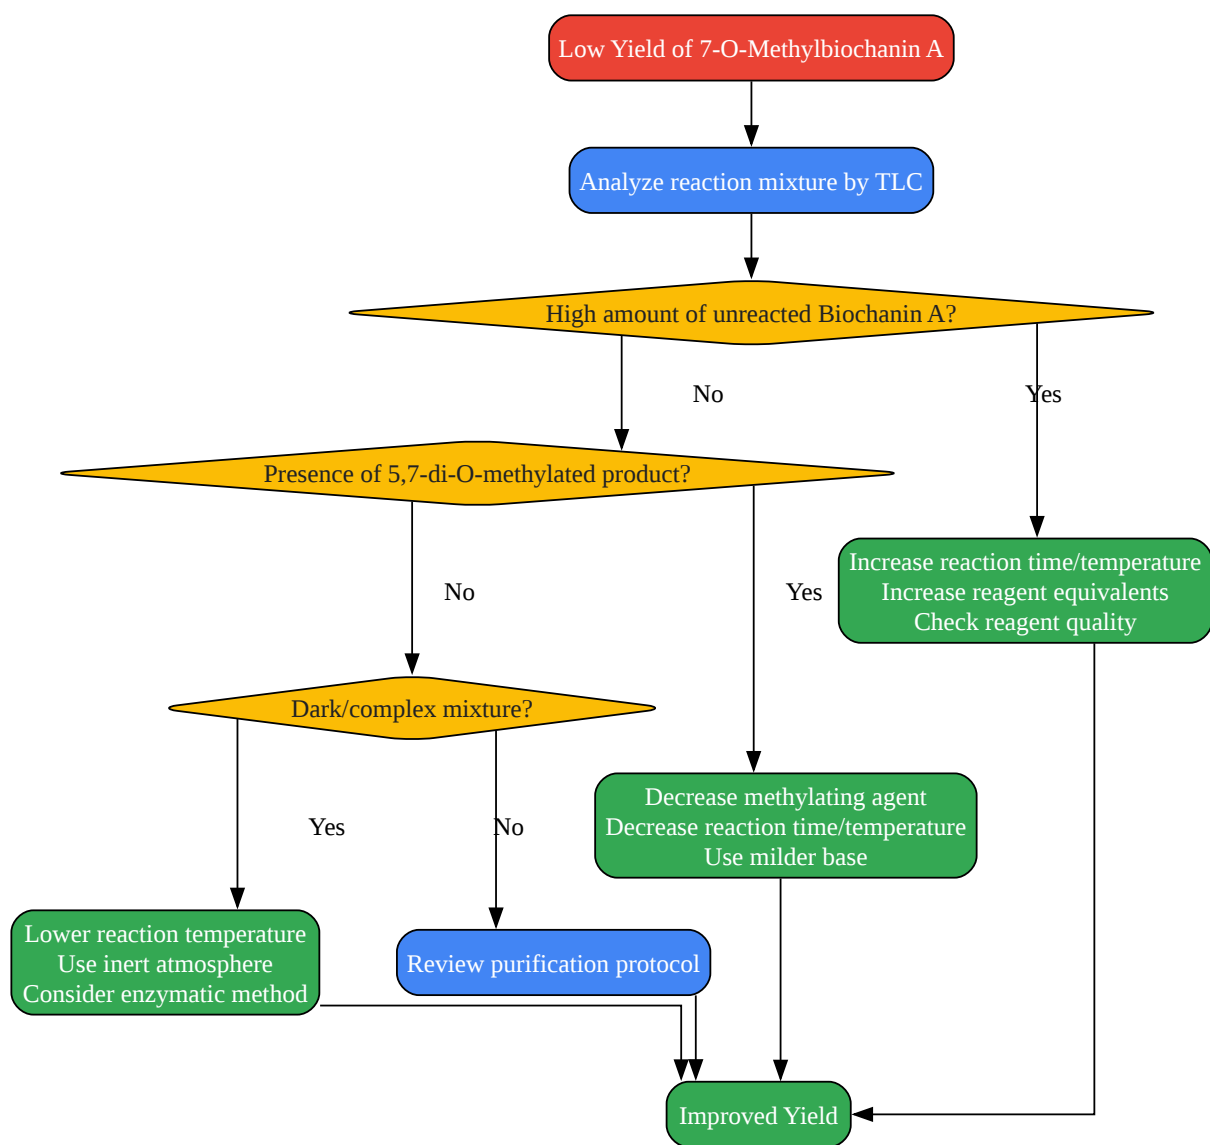 Low Yield of 7-O-Methylbiochanin A
Analyze reaction mixture by TLC
High amount of unreacted Biochanin A?
No
Yes
Presence of 5,7-di-O-methylated product?
Increase reaction time/temperature
Increase reagent equivalents
Check reagent quality
No
Yes
Dark/complex mixture?
Decrease methylating agent
Decrease reaction time/temperature
Use milder base
Yes
No
Lower reaction temperature
Use inert atmosphere
Consider enzymatic method
Review purification protocol
Improved Yield